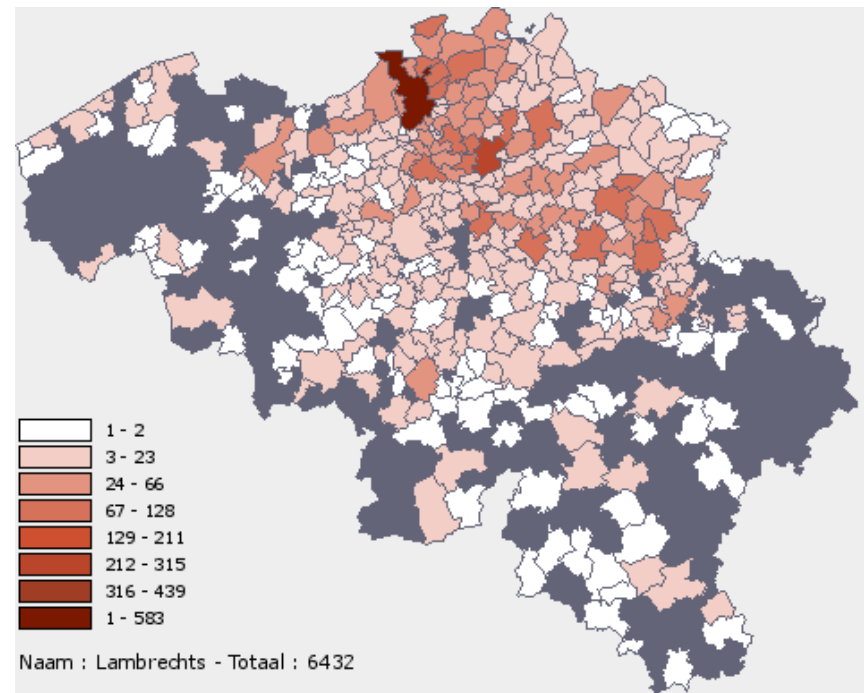 1 - 2
3 - 23
24 - 66
67 - 128
129 - 211
212 - 315
316 - 439
1 - 583
Naam : Lambrechts - Totaal : 6432